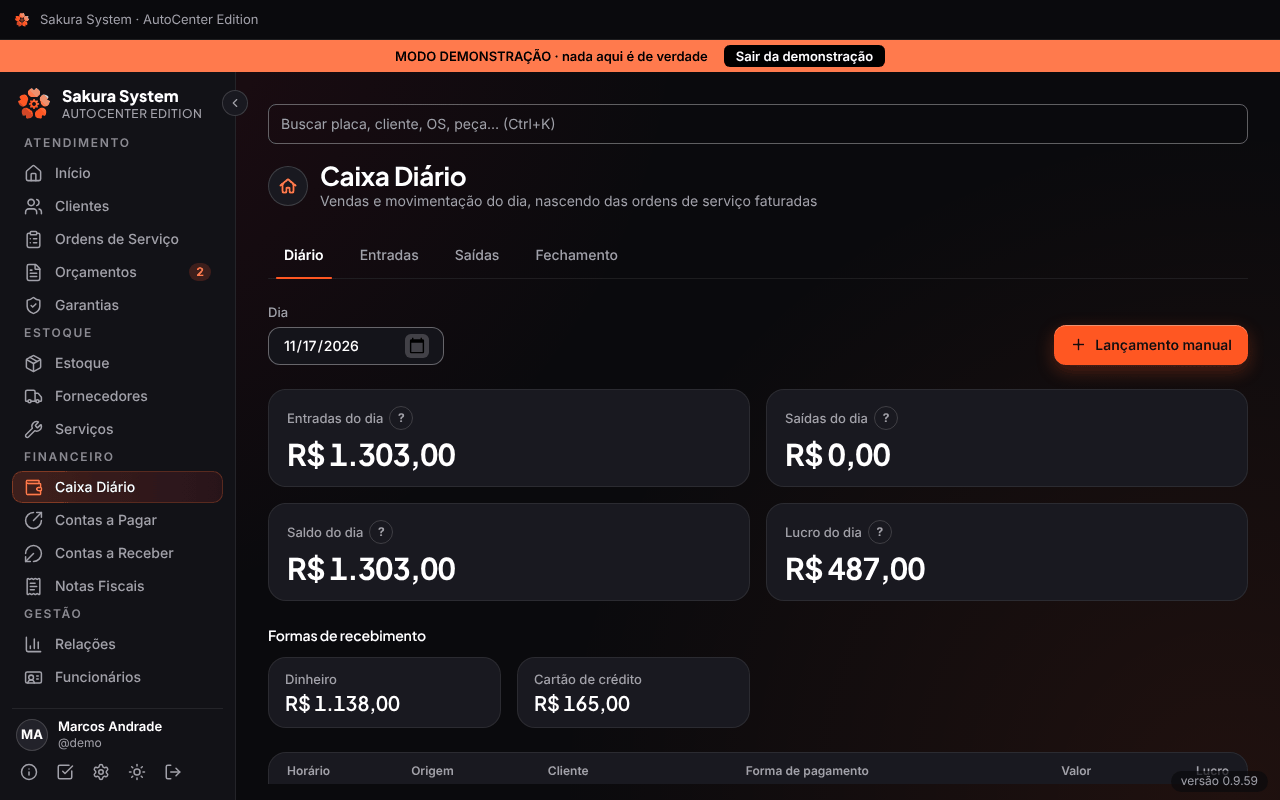 Sakura System · AutoCenter Edition
MODO DEMONSTRAÇÃO · nada aqui é de verdade
Sair da demonstração
Sakura System
AUTOCENTER EDITION
ATENDIMENTO
Início
Clientes
Ordens de Serviço
Orçamentos
2
Garantias
ESTOQUE
Estoque
Fornecedores
Serviços
FINANCEIRO
Caixa Diário
Contas a Pagar
Contas a Receber
Notas Fiscais
GESTÃO
Relações
Funcionários
MA
Marcos Andrade
@demo
Buscar placa, cliente, OS, peça... (Ctrl+K)
Caixa Diário
Vendas e movimentação do dia, nascendo das ordens de serviço faturadas
Diário
Entradas
Saídas
Fechamento
Dia
11/17/2026
+ Lançamento manual
Entradas do dia ?
R$ 1.303,00
Saídas do dia ?
R$ 0,00
Saldo do dia ?
R$ 1.303,00
Lucro do dia ?
R$ 487,00
Formas de recebimento
Dinheiro
R$ 1.138,00
Cartão de crédito
R$ 165,00
Horário
Origem
Cliente
Forma de pagamento
Valor
Lucro
versão 0.9.59